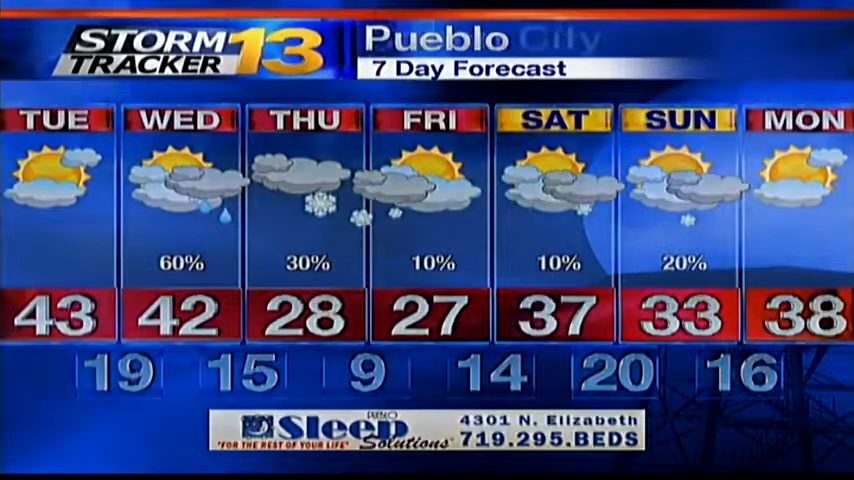 STORM
TRACKER 13
Pueblo City
7 Day Forecast
TUE WED THU FRI SAT SUN MON
60% 30% 10% 10% 20%
43 42 28 27 37 33 38
19 15 9 14 20 16
PUEBLO
Sleep
"FOR THE REST OF YOUR LIFE" Solutions
4301 N. Elizabeth
719.295.BEDS